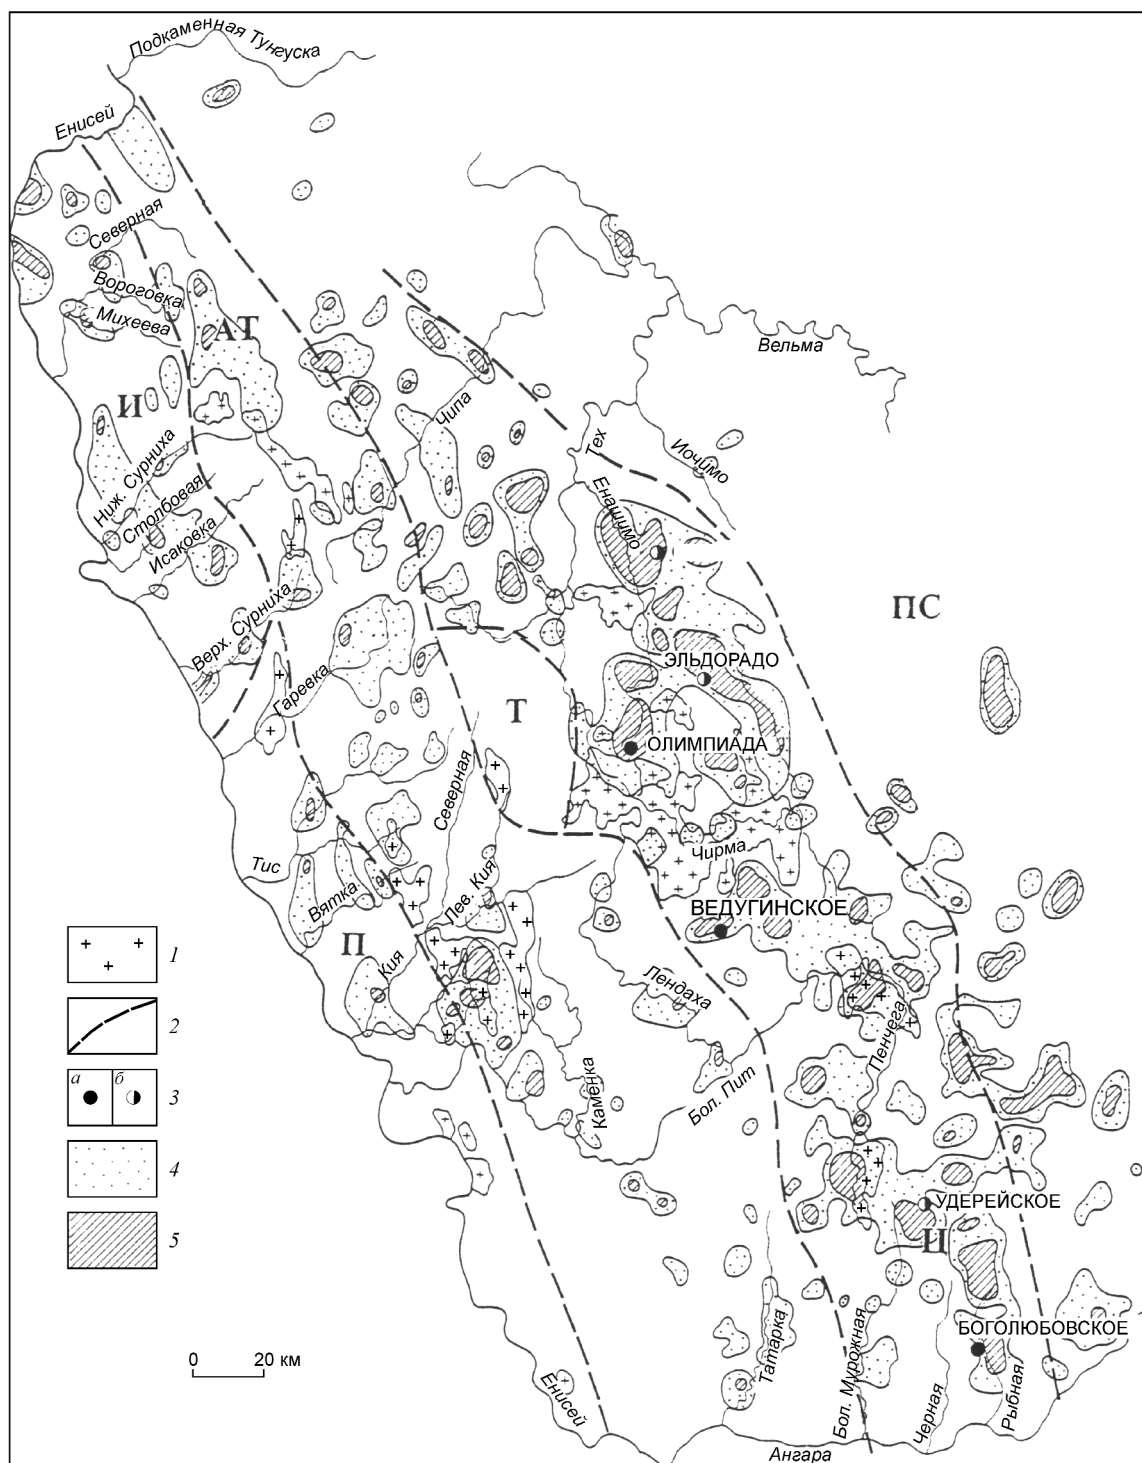 Подкаменная Тунгуска
Енисей
Северная
Вороговка
Михеева
АТ
Вельма
И
Чипа
Тех
Иочимо
Ниж. Сурниха
Столбовая
Исаковка
Енашимо
Верх. Сурниха
ПС
Гаревка
ЭЛЬДОРАДО
Т
ОЛИМПИАДА
Северная
Чирма
Тис
Вятка
Лев. Кия
ВЕДУГИНСКОЕ
П
Кия
Лендаха
Пенчега
Каменка
Бол. Пит
УДЕРЕЙСКОЕ
Ц
БОГОЛЮБОВСКОЕ
Татарка
Бол. Мурожная
Черная
Рыбная
Енисей
Ангара
1
2
а б 3
4
5
0 20 км